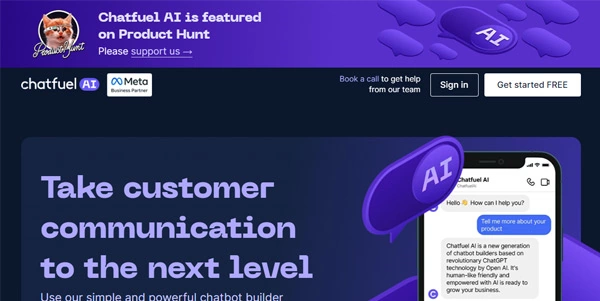 Chatfuel AI is featured
on Product Hunt
Please support us →
Product Hunt
AI
chatfuel AI
Meta
Business Partner
Book a call to get help
from our team
Sign in
Get started FREE
Take customer
communication
to the next level
Use our simple and powerful chatbot builder
AI
Chatfuel AI
Hello 👋 How can I help you?
Tell me more about your
product
Chatfuel AI is a new generation
of chatbot builders based on
revolutionary ChatGPT
technology by Open AI. It's
human-like friendly and
empowered with AI is ready to
grow your business.